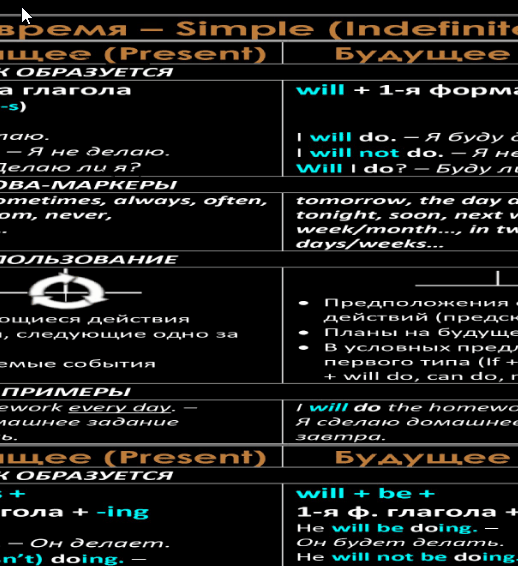 время – Simple (Indefinite
щее (Present)
Будущее
К ОБРАЗУЕТСЯ
а глагола
-s)
лаю.
– Я не делаю.
Делаю ли я?
will + 1-я форма
I will do. – Я буду д
I will not do. – Я не
Will I do? – Буду ли
ОВА-МАРКЕРЫ
ometimes, always, often,
om, never,
tomorrow, the day a
tonight, soon, next w
week/month…, in tw
days/weeks…
ПОЛЬЗОВАНИЕ
ющиеся действия
, следующие одно за
емые события
• Предположения
действий (предск
• Планы на будуще
• В условных предл
первого типа (If +
+ will do, can do,
ПРИМЕРЫ
ework every day. –
машнее задание
ь.
I will do the homewo
Я сделаю домашнее
завтра.
щее (Present)
Будущее
К ОБРАЗУЕТСЯ
s +
гола + -ing
– Он делает.
n't) doing. –
will + be +
1-я ф. глагола +
He will be doing. –
Он будет делать.
He will not be doing.